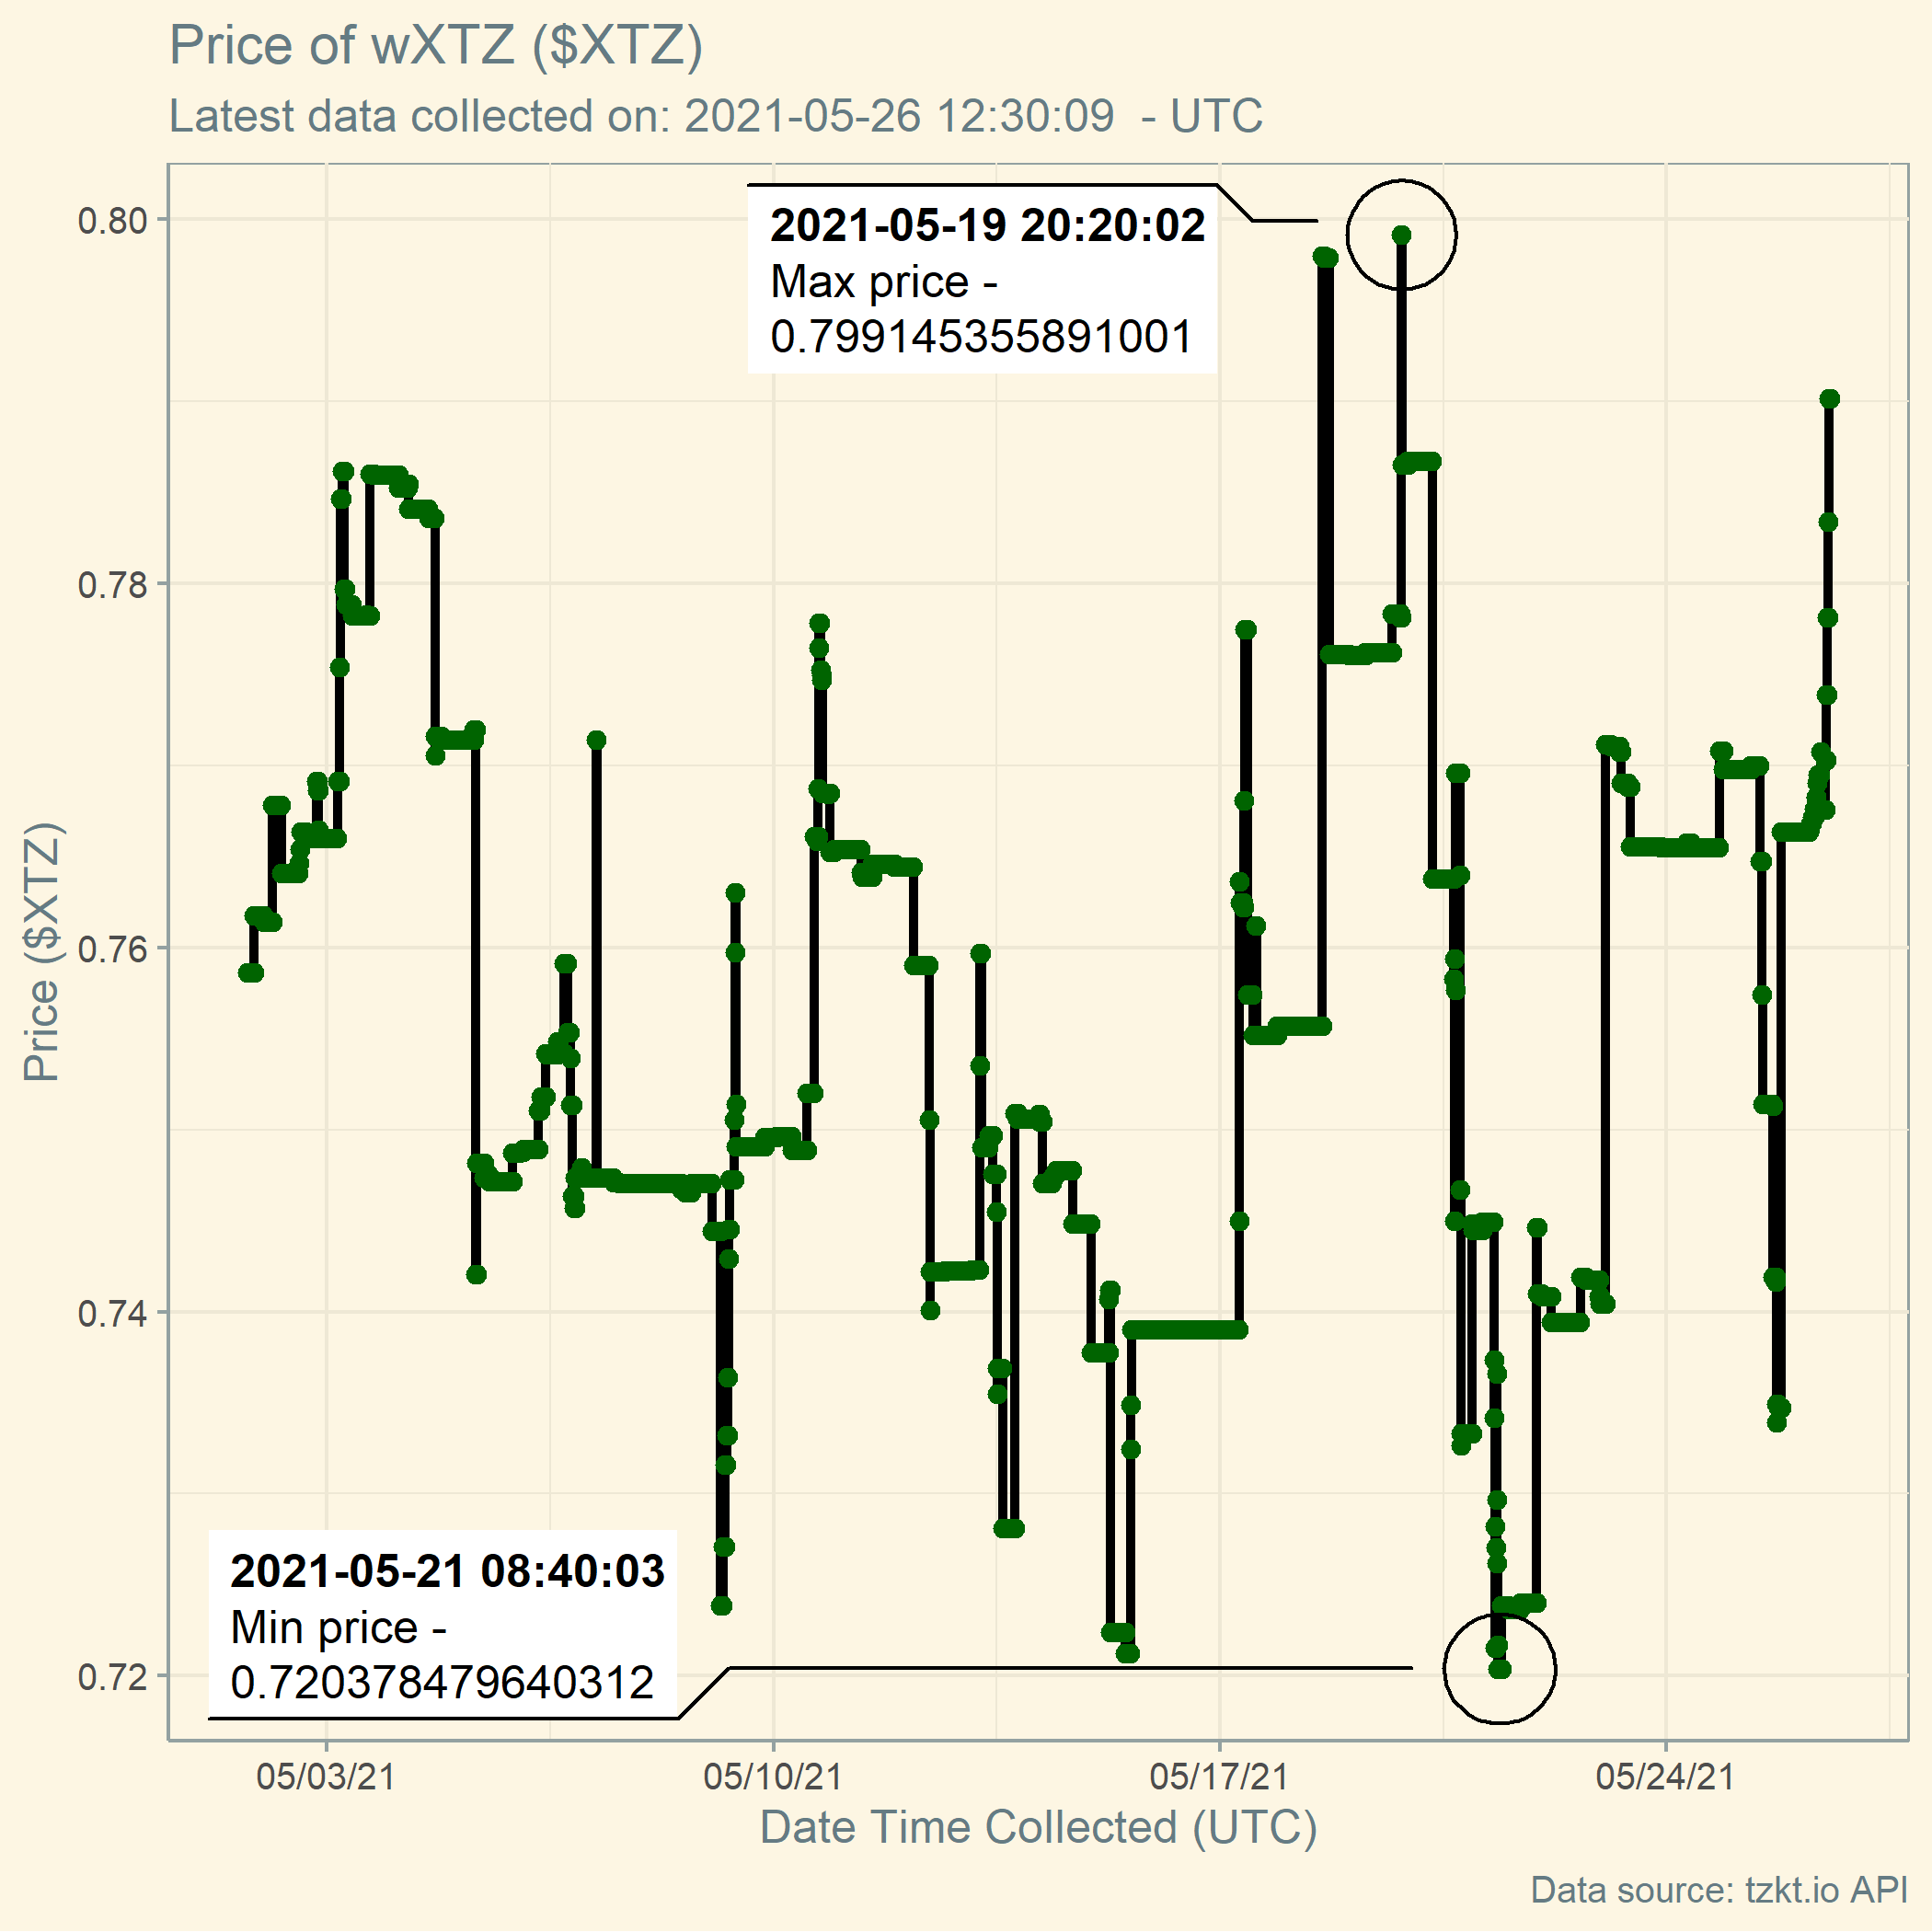 Price of wXTZ ($XTZ)
Latest data collected on: 2021-05-26 12:30:09  - UTC
2021-05-19 20:20:02
Max price -
0.799145355891001
0.80
0.78
0.76
0.74
0.72
Price ($XTZ)
2021-05-21 08:40:03
Min price -
0.720378479640312
05/03/21
05/10/21
05/17/21
05/24/21
Date Time Collected (UTC)
Data source: tzkt.io API